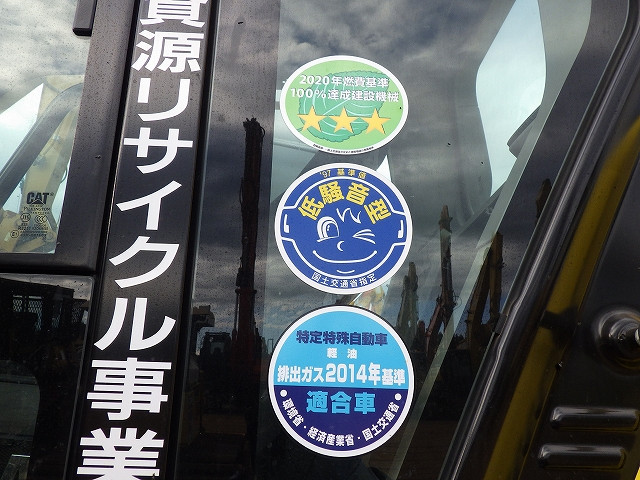 資源リサイクル事業
CAT
2020年燃費基準
100%達成建設機械
'97 基準値
低騒音型
国土交通省指定
特定特殊自動車
軽油
排出ガス2014年基準
適合車
●環境省・経済産業省・国土交通省●